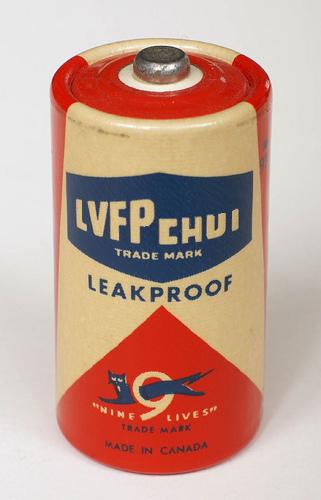 LVFP CHUI
TRADE MARK
LEAKPROOF
9
"NINE LIVES"
TRADE MARK
MADE IN CANADA